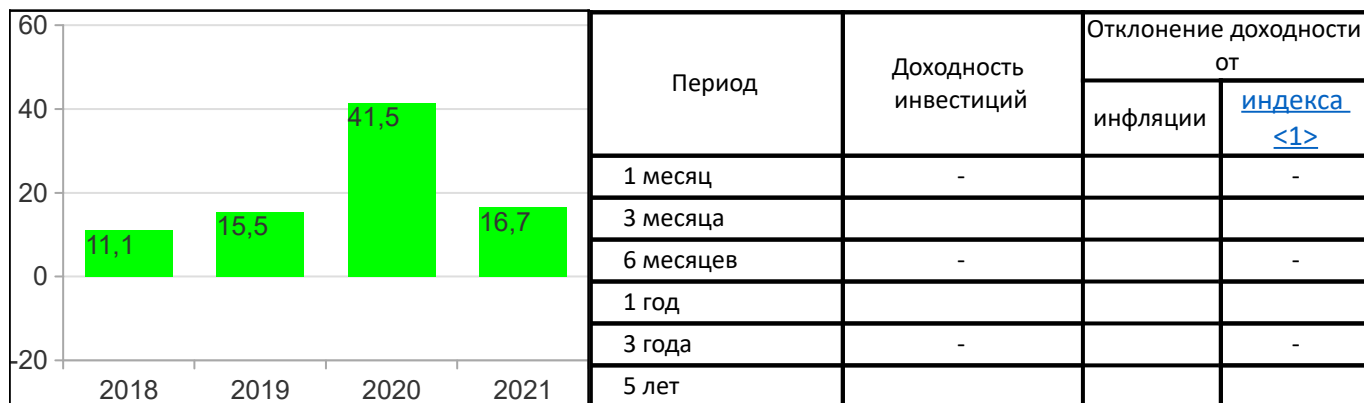 60
40
20
0
-20
11,1
15,5
41,5
16,7
2018 2019 2020 2021
Период
Доходность
инвестиций
Отклонение доходности
от
инфляции
индекса
<1>
1 месяц - -
3 месяца
6 месяцев - -
1 год
3 года - -
5 лет